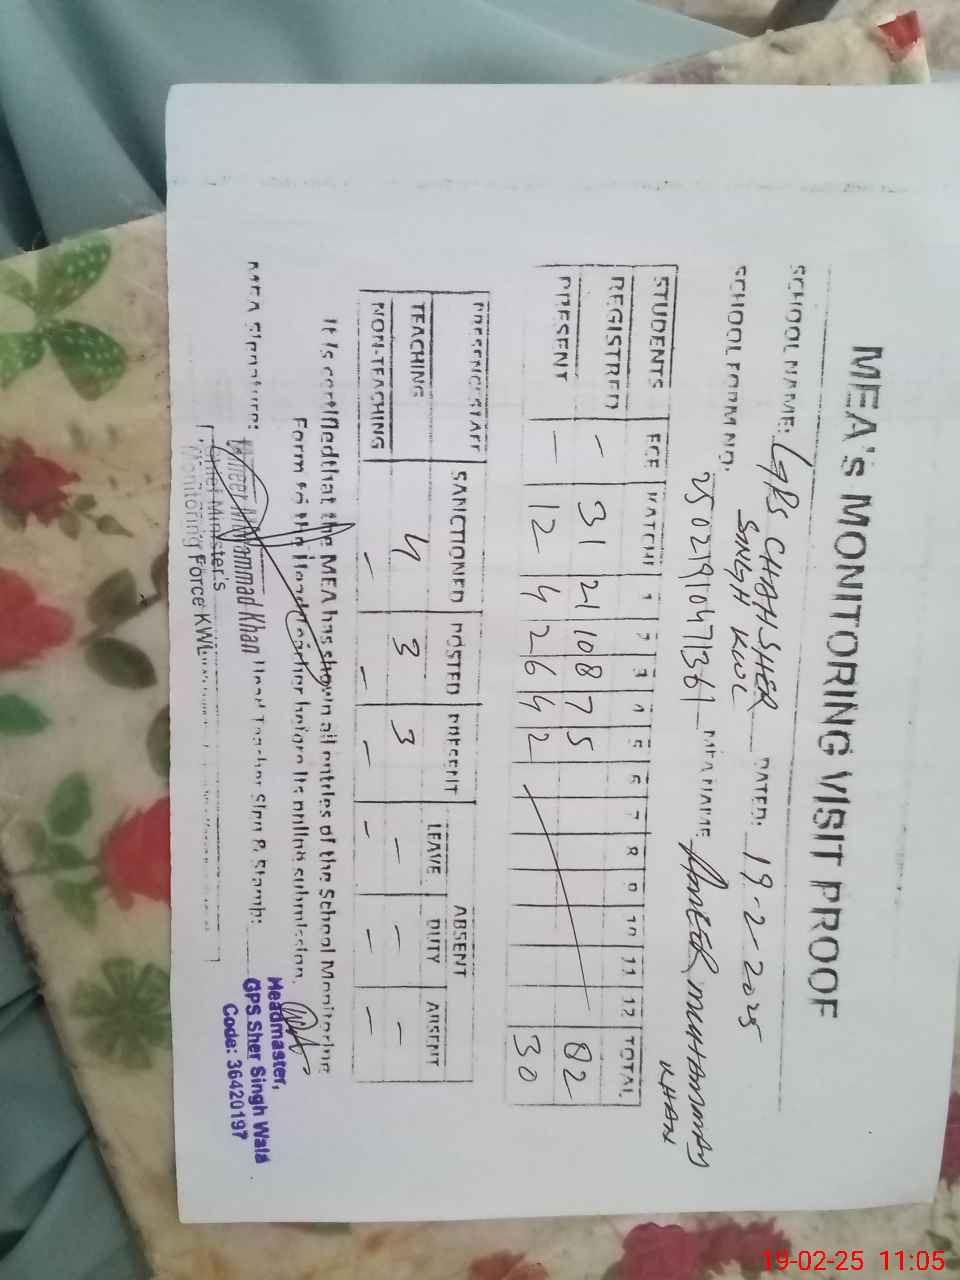 MEA's MONITORING VISIT PROOF
SCHOOL NAME: GPS CHAH SHER SINGH KWL DATED: 19-2-2025
SCHOOL FORM NO: 25021910471361 MEA NAME AMEER MUHAMMAD KHAN
STUDENTS ECE KATCHI 1 2 3 4 5 6 7 8 9 10 11 12 TOTAL
REGISTRED - 31 21 10 8 7 5 82
PRESENT - 12 4 2 6 4 2 30
PRESENCE STAFF SANCTIONED POSTED PRESENT ABSENT
LEAVE DUTY ABSENT
TEACHING 4 3 3 - - -
NON-TEACHING - - - - - -
It is certified that the MEA has shown all entries of the School Monitoring
Form to the Head teacher before its online submission.
MEA Signature: Ameer Muhammad Khan Head Teacher Sign & Stamp:
Chief Minister's
Monitoring Force KWL
Headmaster,
GPS Sher Singh Wala
Code: 36420197
19-02-25 11:05